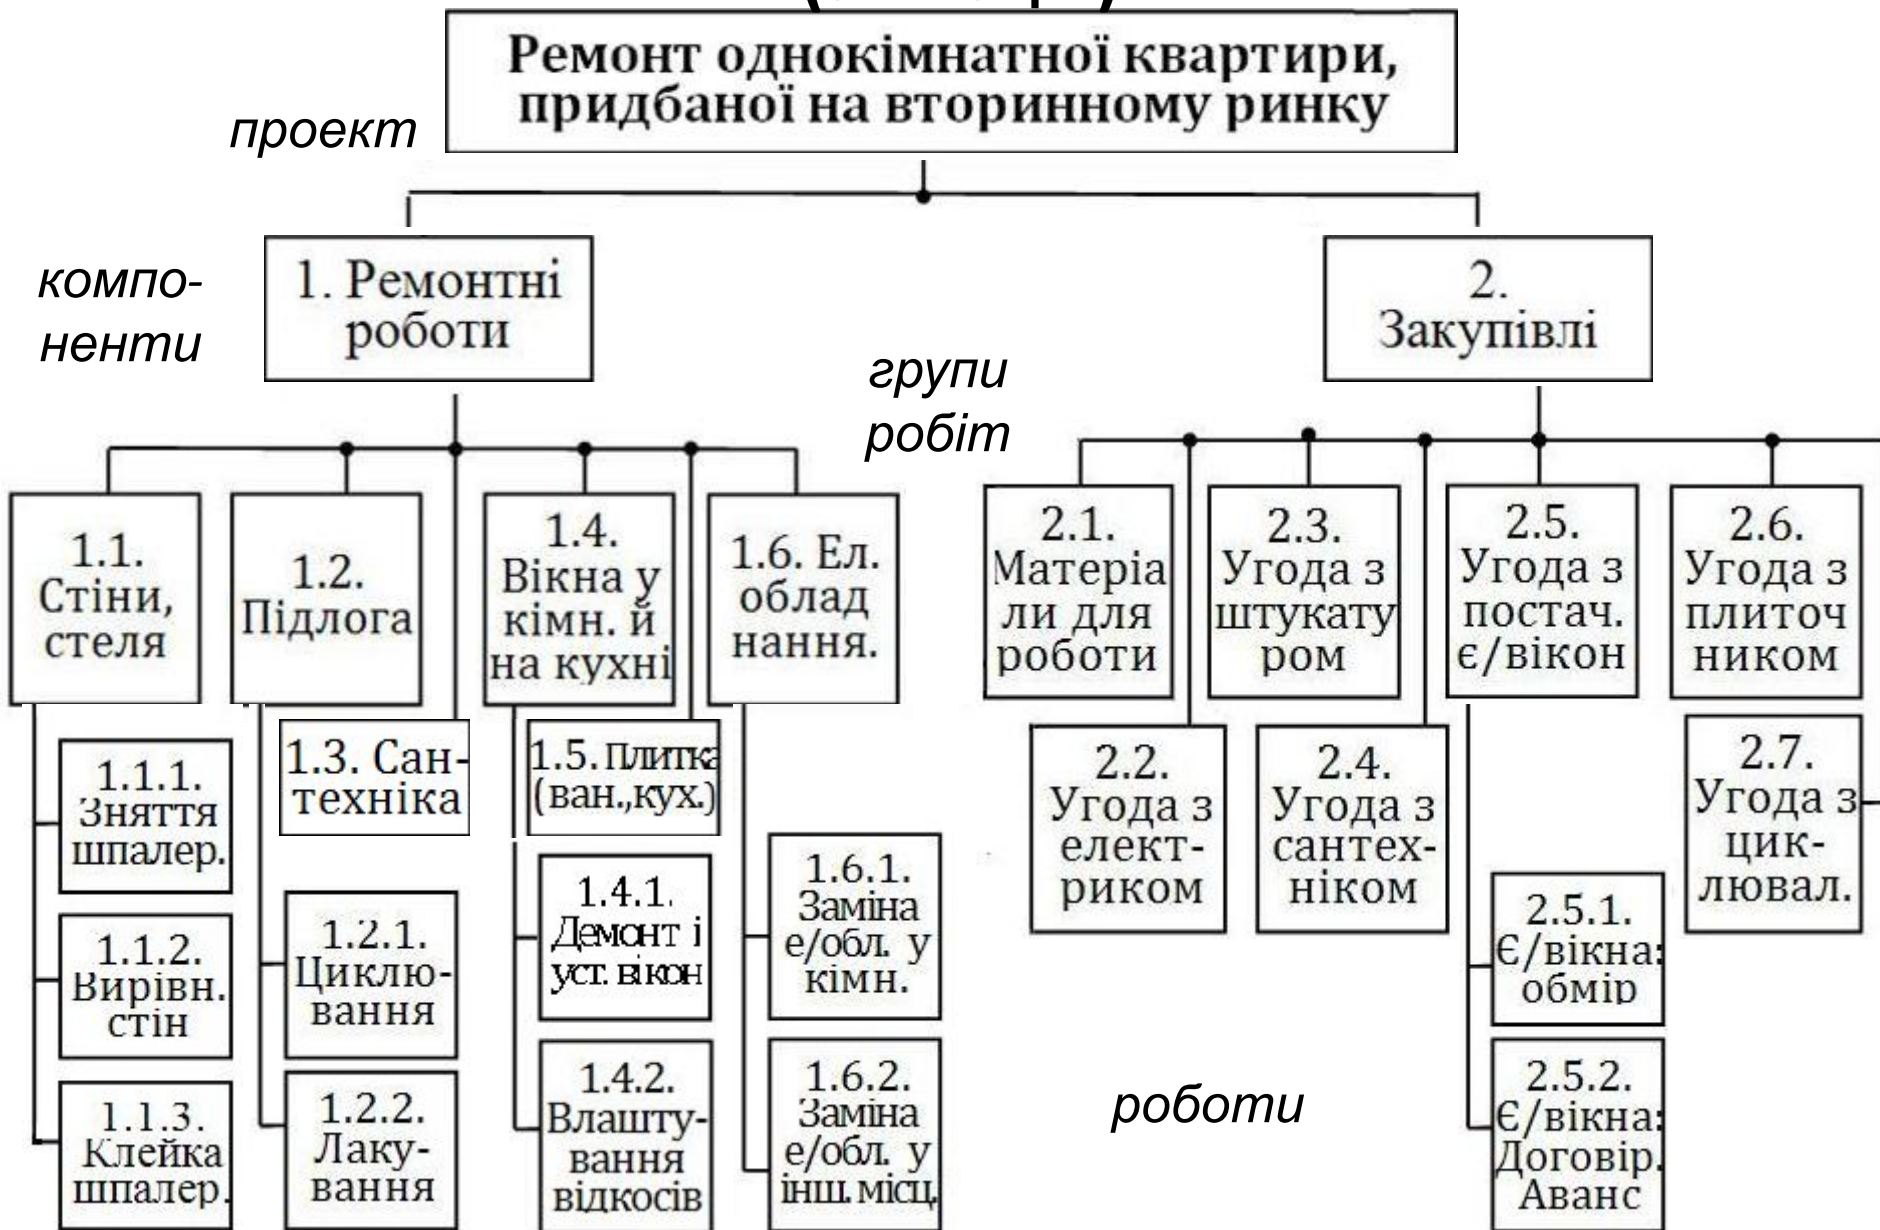 Ремонт однокімнатної квартири,
придбаної на вторинному ринку
проект
компо-
ненти
1. Ремонтні
роботи
2.
Закупівлі
групи
робіт
1.1.
Стіни,
стеля
1.2.
Підлога
1.4.
Вікна у
кімн. й
на кухні
1.6. Ел.
облад
нання.
2.1.
Матеріа
ли для
роботи
2.3.
Угода з
штукату
ром
2.5.
Угода з
постач.
є/вікон
2.6.
Угода з
плиточ
ником
1.3. Сан-
техніка
1.5. Плитка
(ван.,кух.)
2.2.
Угода з
елект-
риком
2.4.
Угода з
сантех-
ніком
2.7.
Угода з
цик-
лювал.
1.1.1.
Зняття
шпалер.
1.1.2.
Вирівн.
стін
1.1.3.
Клейка
шпалер.
1.2.1.
Циклю-
вання
1.2.2.
Лаку-
вання
1.4.1.
Демонт і
уст. вікон
1.4.2.
Влашту-
вання
відкосів
1.6.1.
Заміна
е/обл. у
кімн.
1.6.2.
Заміна
е/обл. у
інш. місц.
роботи
2.5.1.
Є/вікна:
обмір
2.5.2.
Є/вікна:
Договір.
Аванс